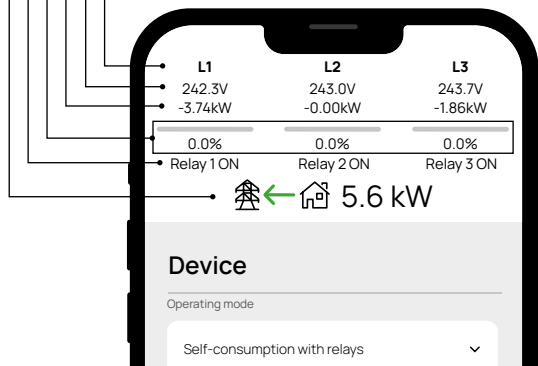 L1 L2 L3
242.3V 243.0V 243.7V
-3.74kW -0.00kW -1.86kW
0.0% 0.0% 0.0%
Relay 1 ON Relay 2 ON Relay 3 ON
5.6 kW
Device
Operating mode
Self-consumption with relays